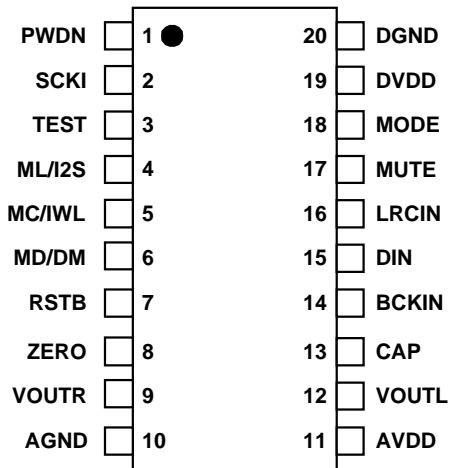 PWDN 1 20 DGND
SCKI 2 19 DVDD
TEST 3 18 MODE
ML/I2S 4 17 MUTE
MC/IWL 5 16 LRCIN
MD/DM 6 15 DIN
RSTB 7 14 BCKIN
ZERO 8 13 CAP
VOUTR 9 12 VOUTL
AGND 10 11 AVDD